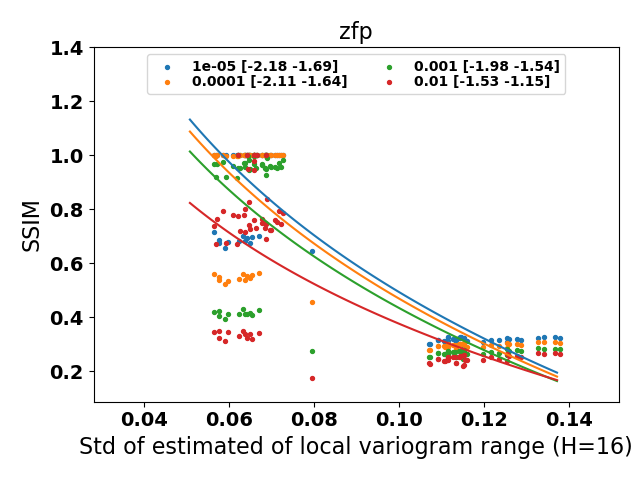 zfp
1e-05 [-2.18 -1.69]
0.0001 [-2.11 -1.64]
0.001 [-1.98 -1.54]
0.01 [-1.53 -1.15]
SSIM
1.4
1.2
1.0
0.8
0.6
0.4
0.2
0.04 0.06 0.08 0.10 0.12 0.14
Std of estimated of local variogram range (H=16)